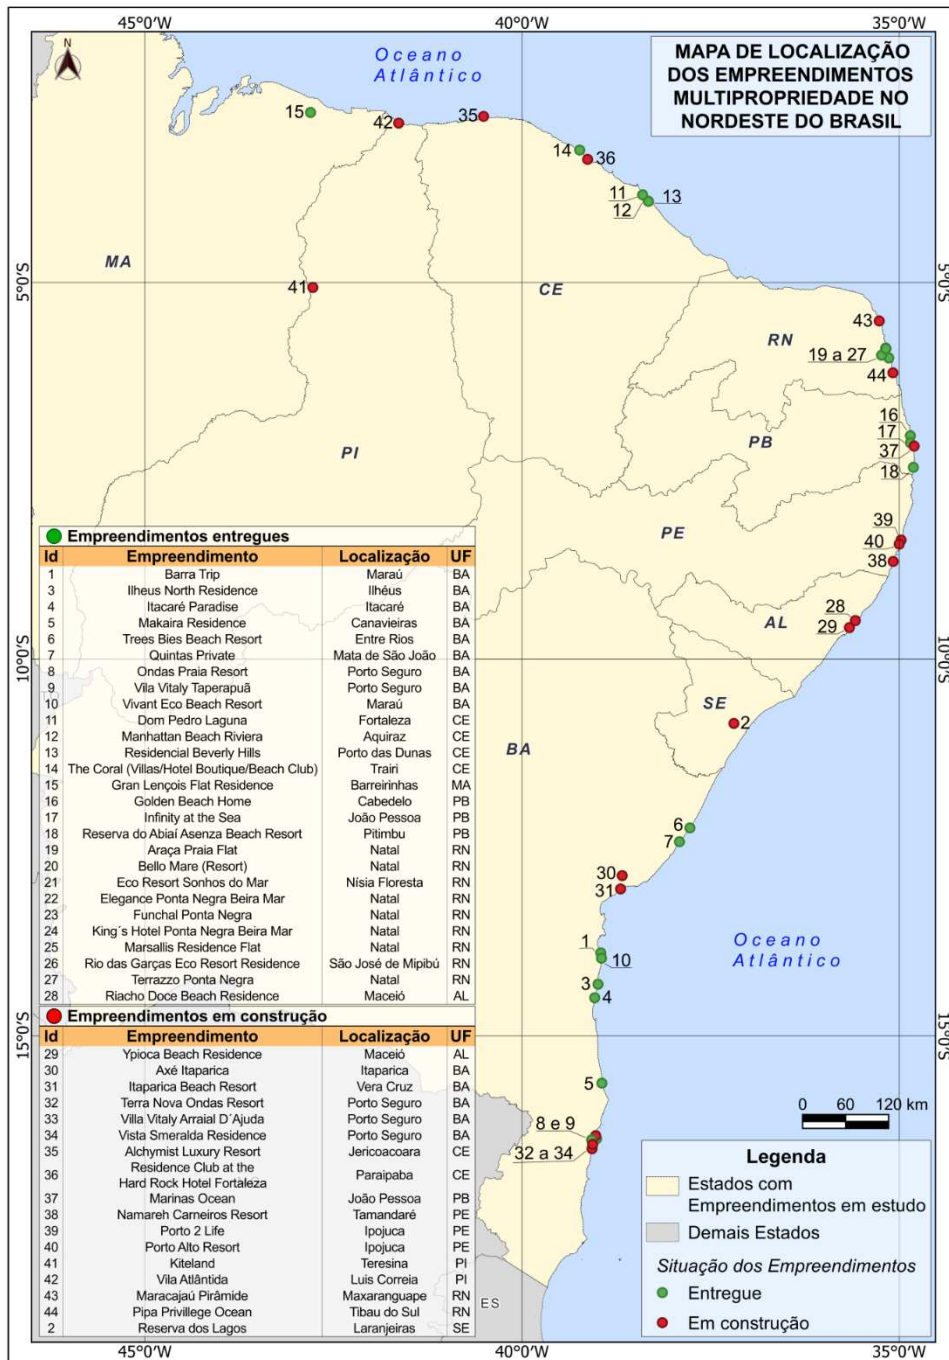 45°0'W 40°0'W 35°0'W
N
Oceano
Atlântico
MAPA DE LOCALIZAÇÃO
DOS EMPREENDIMENTOS
MULTIPROPRIEDADE NO
NORDESTE DO BRASIL
15
42
35
14
36
11
13
12
MA
5°0'S
5°0'S
41
CE
43
RN
19 a 27
44
16
17
PB
37
PI
18
39
PE
40
38
28
AL
29
10°0'S
10°0'S
SE
2
BA
6
7
30
31
Oceano
Atlântico
1
10
3
4
15°0'S
15°0'S
5
8 e 9
32 a 34
ES
Empreendimentos entregues
Id Empreendimento Localização UF
1 Barra Trip Maraú BA
3 Ilheus North Residence Ilhéus BA
4 Itacaré Paradise Itacaré BA
5 Makaira Residence Canavieiras BA
6 Trees Bies Beach Resort Entre Rios BA
7 Quintas Private Mata de São João BA
8 Ondas Praia Resort Porto Seguro BA
9 Vila Vitaly Taperapuã Porto Seguro BA
10 Vivant Eco Beach Resort Maraú BA
11 Dom Pedro Laguna Fortaleza CE
12 Manhattan Beach Riviera Aquiraz CE
13 Residencial Beverly Hills Porto das Dunas CE
14 The Coral (Villas/Hotel Boutique/Beach Club) Trairi CE
15 Gran Lençois Flat Residence Barreirinhas MA
16 Golden Beach Home Cabedelo PB
17 Infinity at the Sea João Pessoa PB
18 Reserva do Abiaí Asenza Beach Resort Pitimbu PB
19 Araça Praia Flat Natal RN
20 Bello Mare (Resort) Natal RN
21 Eco Resort Sonhos do Mar Nísia Floresta RN
22 Elegance Ponta Negra Beira Mar Natal RN
23 Funchal Ponta Negra Natal RN
24 King´s Hotel Ponta Negra Beira Mar Natal RN
25 Marsallis Residence Flat Natal RN
26 Rio das Garças Eco Resort Residence São José de Mipibú RN
27 Terrazzo Ponta Negra Natal RN
28 Riacho Doce Beach Residence Maceió AL
Empreendimentos em construção
Id Empreendimento Localização UF
29 Ypioca Beach Residence Maceió AL
30 Axé Itaparica Itaparica BA
31 Itaparica Beach Resort Vera Cruz BA
32 Terra Nova Ondas Resort Porto Seguro BA
33 Villa Vitaly Arraial D´Ajuda Porto Seguro BA
34 Vista Smeralda Residence Porto Seguro BA
35 Alchymist Luxury Resort Jericoacoara CE
36 Residence Club at the
Hard Rock Hotel Fortaleza Paraipaba CE
37 Marinas Ocean João Pessoa PB
38 Namareh Carneiros Resort Tamandaré PE
39 Porto 2 Life Ipojuca PE
40 Porto Alto Resort Ipojuca PE
41 Kiteland Teresina PI
42 Vila Atlântida Luis Correia PI
43 Maracajaú Pirâmide Maxaranguape RN
44 Pipa Privillege Ocean Tibau do Sul RN
2 Reserva dos Lagos Laranjeiras SE
0 60 120 km
Legenda
Estados com
Empreendimentos em estudo
Demais Estados
Situação dos Empreendimentos
Entregue
Em construção
45°0'W 40°0'W 35°0'W